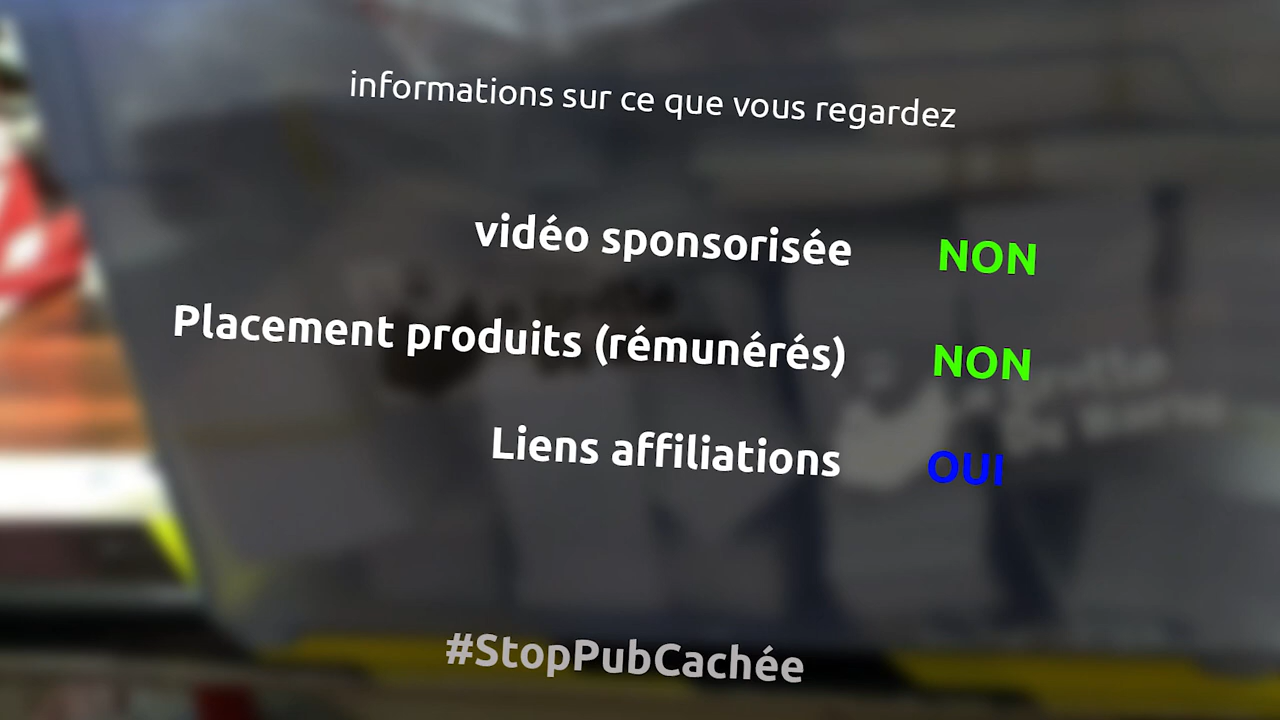 informations sur ce que vous regardez
vidéo sponsorisée NON
Placement produits (rémunérés) NON
Liens affiliations OUI
#StopPubCachée